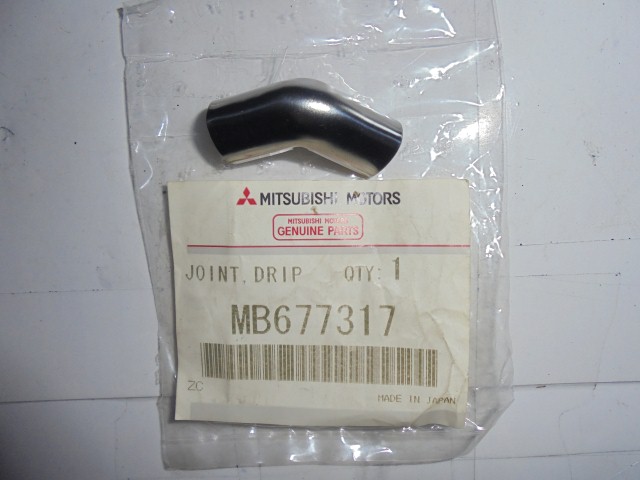 MITSUBISHI MOTORS
MITSUBISHI MOTORS
GENUINE PARTS
JOINT, DRIP QTY: 1
MB677317
ZC
MADE IN JAPAN